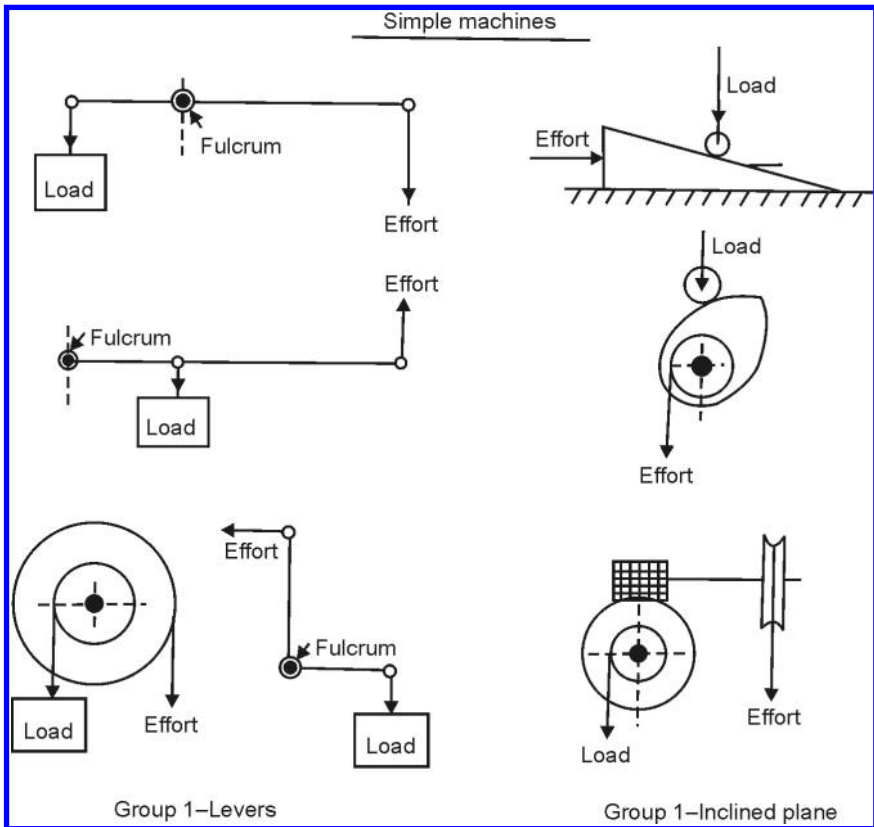 Simple machines
Fulcrum
Load
Effort
Load
Effort
Effort
Fulcrum
Load
Load
Effort
Effort
Fulcrum
Load
Effort
Load
Load
Effort
Group 1–Levers
Group 1–Inclined plane